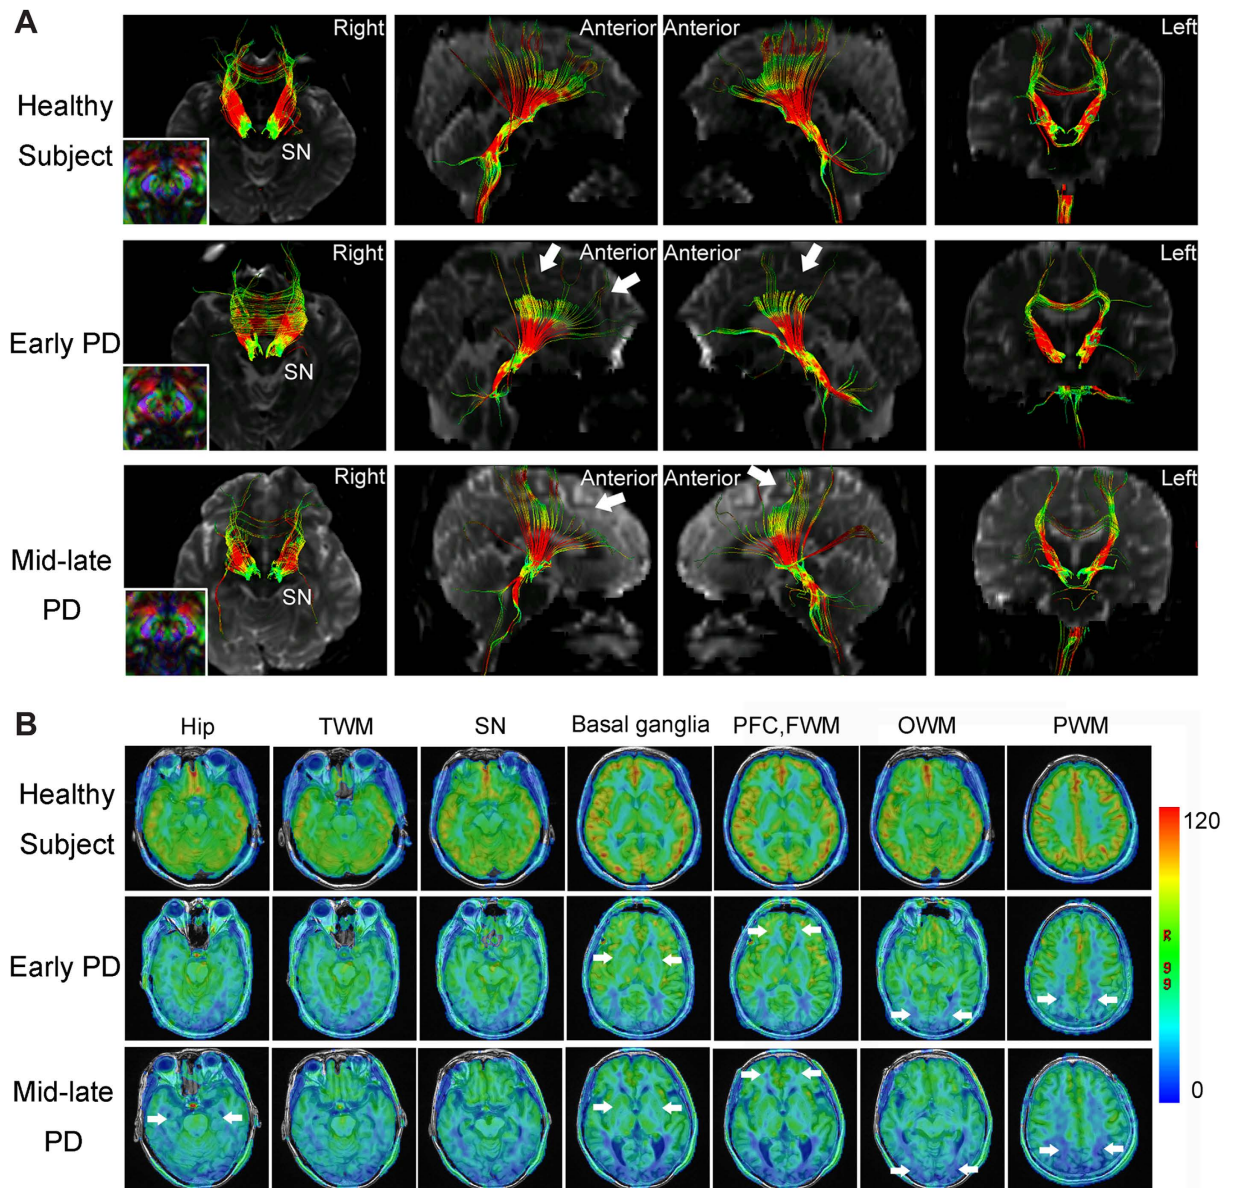 A
Right
Anterior
Anterior
Left
Healthy
Subject
SN
Right
Anterior
Anterior
Left
Early PD
SN
Right
Anterior
Anterior
Left
Mid-late
PD
SN
B
Hip
TWM
SN
Basal ganglia
PFC,FWM
OWM
PWM
Healthy
Subject
120
Early PD
Mid-late
PD
0